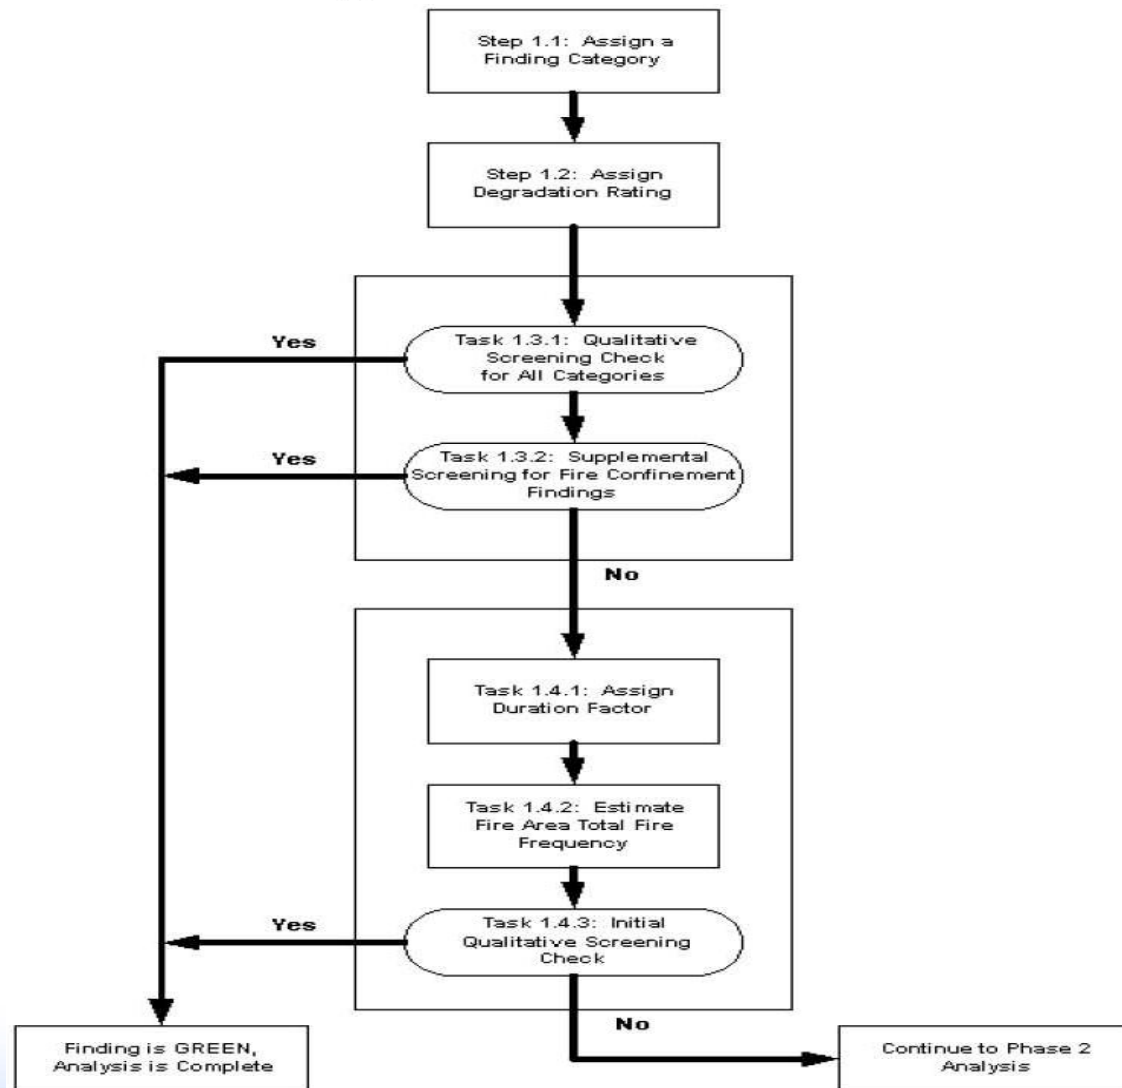 Step 1.1: Assign a
Finding Category
Step 1.2: Assign
Degradation Rating
Yes
Task 1.3.1: Qualitative
Screening Check
for All Categories
Yes
Task 1.3.2: Supplemental
Screening for Fire Confinement
Findings
No
Task 1.4.1: Assign
Duration Factor
Task 1.4.2: Estimate
Fire Area Total Fire
Frequency
Yes
Task 1.4.3: Initial
Qualitative Screening
Check
No
Finding is GREEN,
Analysis is Complete
Continue to Phase 2
Analysis